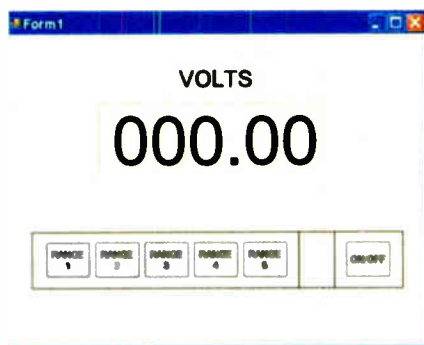 Form1
VOLTS
000.00
RANGE 1
RANGE 2
RANGE 3
RANGE 4
RANGE 5
ON/OFF